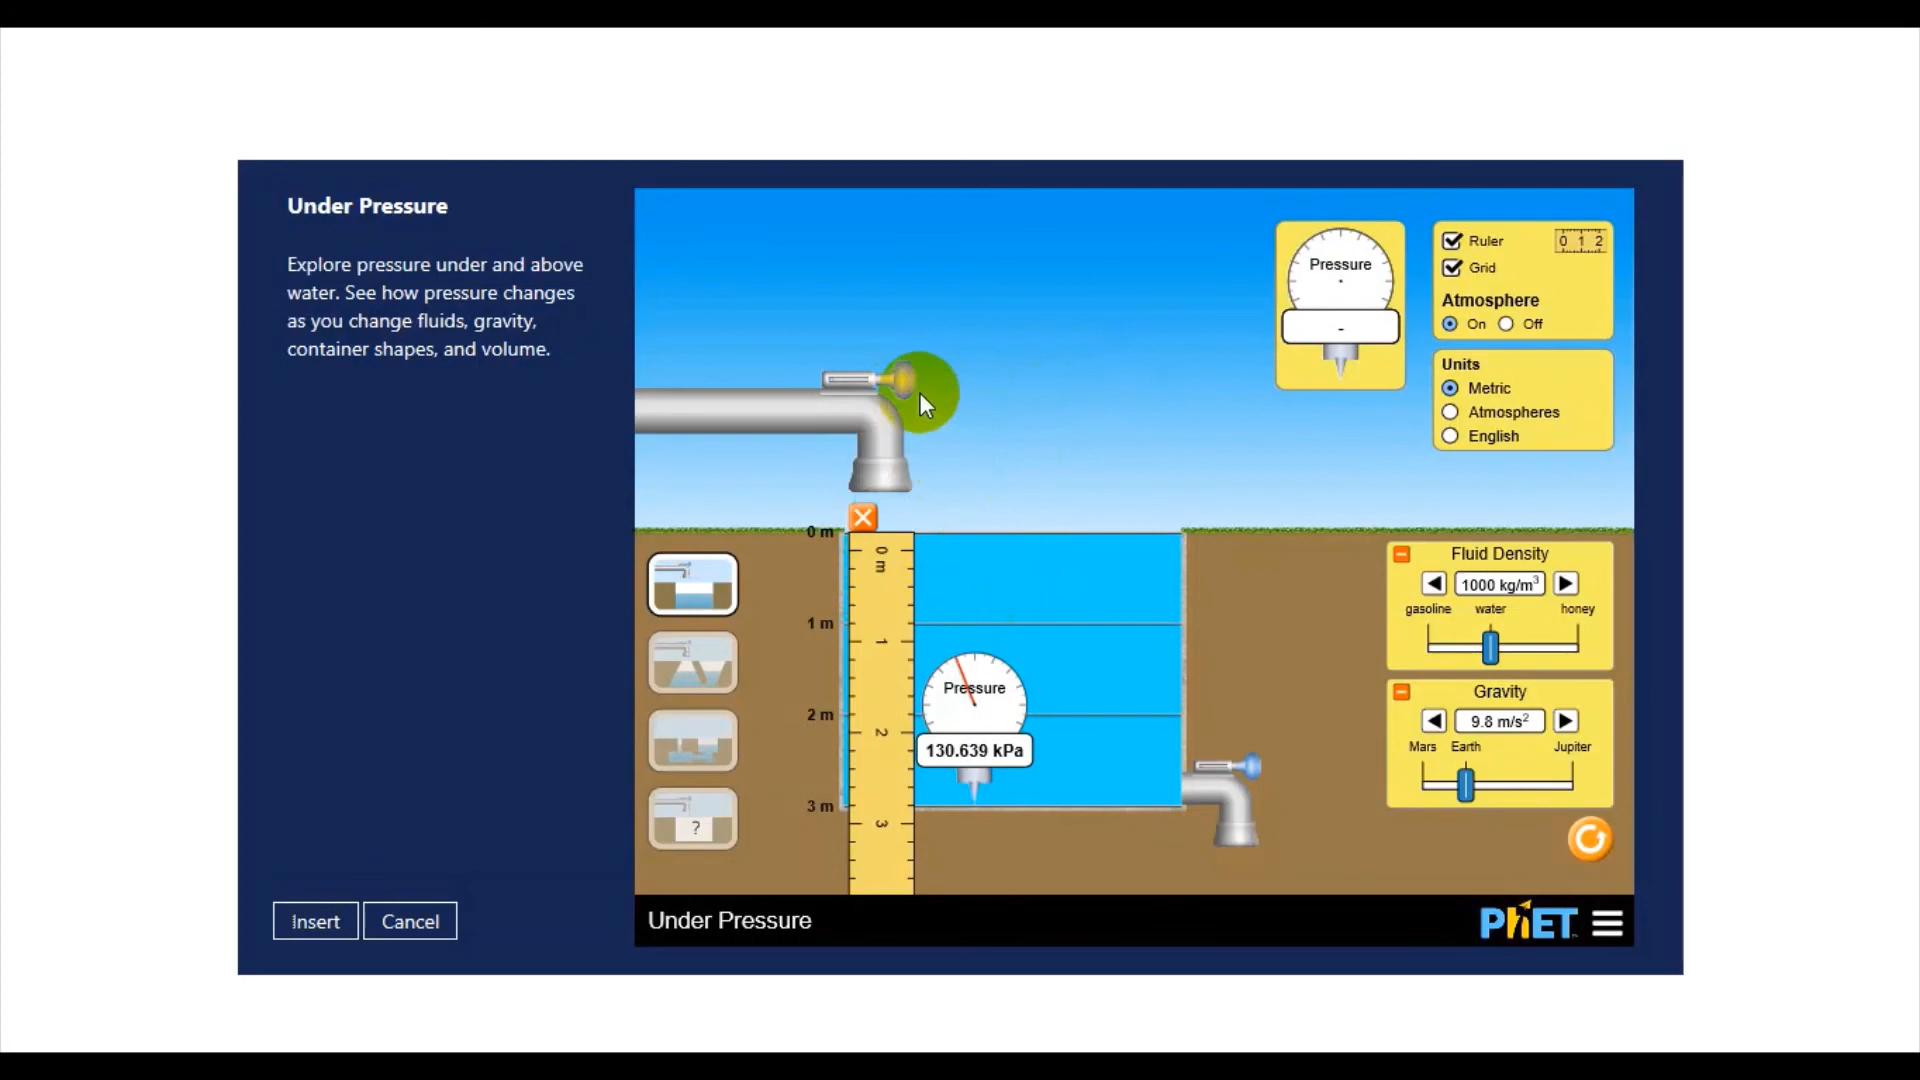 Under Pressure
Explore pressure under and above
water. See how pressure changes
as you change fluids, gravity,
container shapes, and volume.
Insert
Cancel
Pressure
-
Ruler
0 1 2
Grid
Atmosphere
On Off
Units
Metric
Atmospheres
English
0 m
1 m
2 m
3 m
0 m
1
2
3
Pressure
130.639 kPa
?
Fluid Density
1000 kg/m³
gasoline water honey
Gravity
9.8 m/s²
Mars Earth Jupiter
Under Pressure
PhET